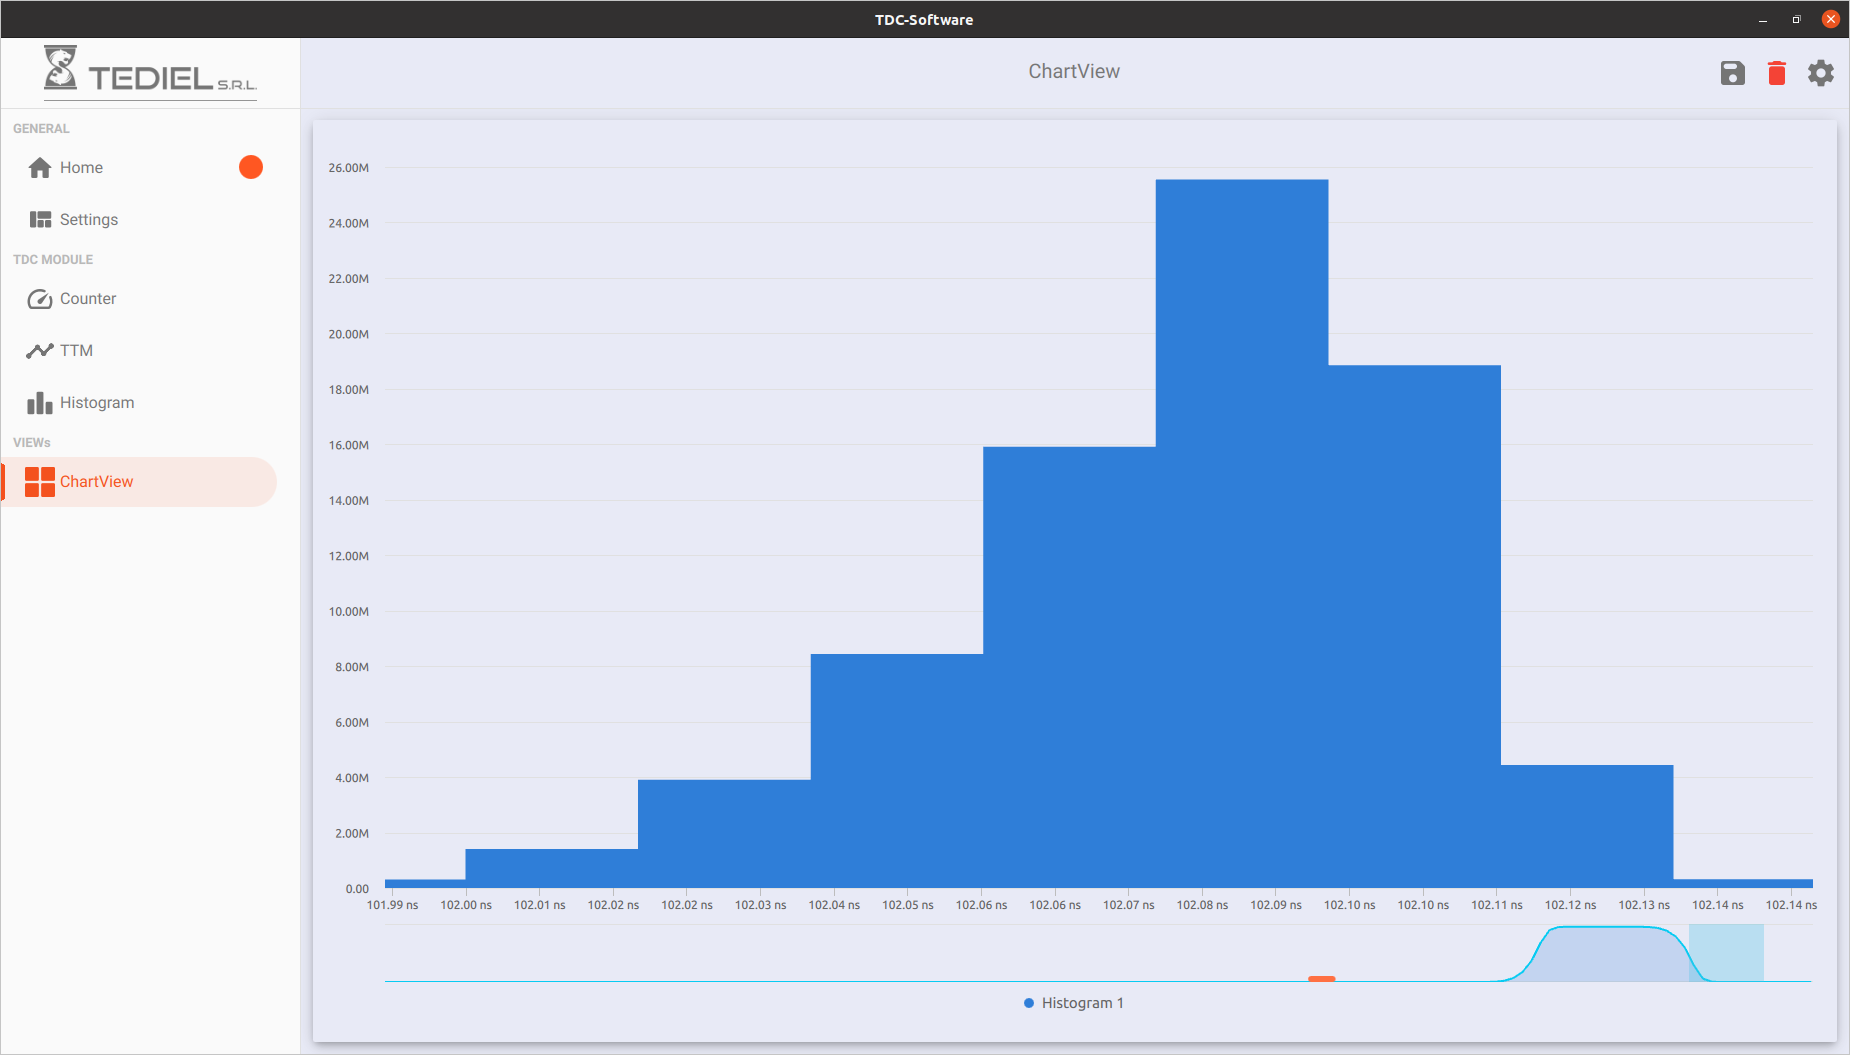 TDC-Software
TEDIEL S.R.L.
ChartView
GENERAL
Home
Settings
TDC MODULE
Counter
TTM
Histogram
VIEWs
ChartView
26.00M
24.00M
22.00M
20.00M
18.00M
16.00M
14.00M
12.00M
10.00M
8.00M
6.00M
4.00M
2.00M
0.00
101.99 ns 102.00 ns 102.01 ns 102.02 ns 102.02 ns 102.03 ns 102.04 ns 102.05 ns 102.06 ns 102.06 ns 102.07 ns 102.08 ns 102.09 ns 102.10 ns 102.10 ns 102.11 ns 102.12 ns 102.13 ns 102.14 ns 102.14 ns
Histogram 1